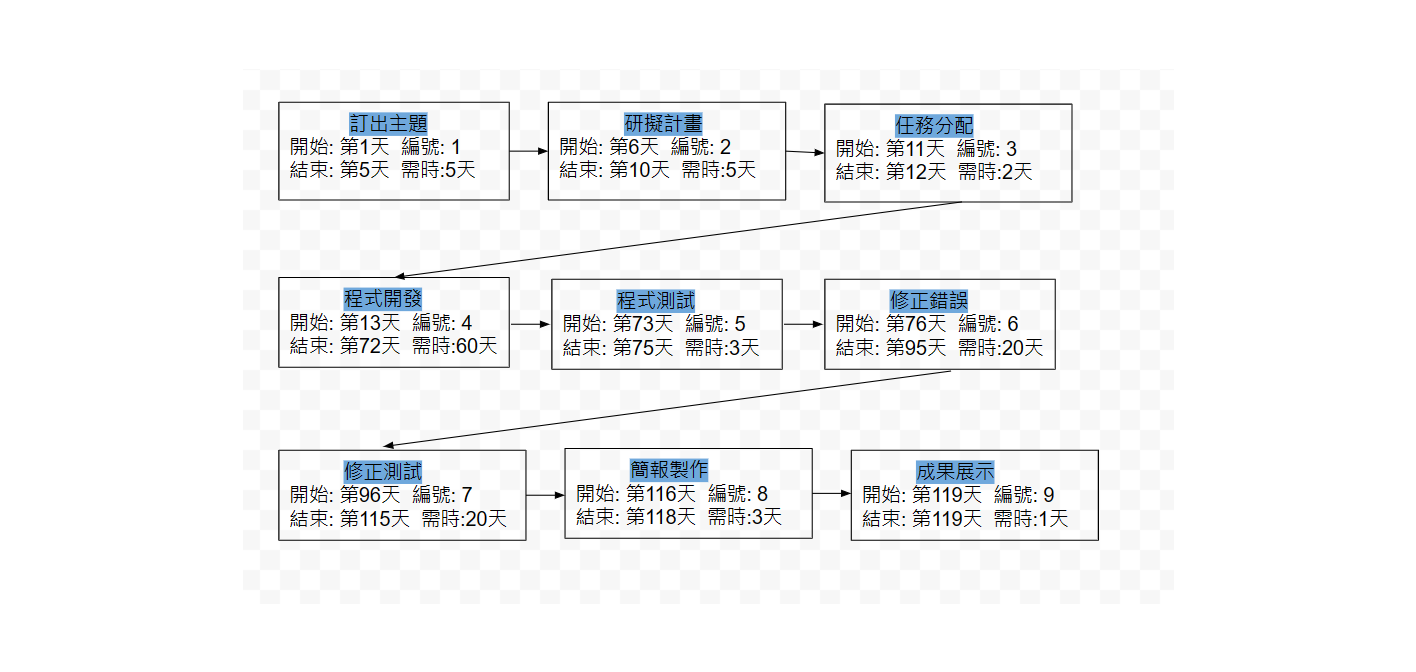 訂出主題
開始: 第1天 編號: 1
結束: 第5天 需時:5天
研擬計畫
開始: 第6天 編號: 2
結束: 第10天 需時:5天
任務分配
開始: 第11天 編號: 3
結束: 第12天 需時:2天
程式開發
開始: 第13天 編號: 4
結束: 第72天 需時:60天
程式測試
開始: 第73天 編號: 5
結束: 第75天 需時:3天
修正錯誤
開始: 第76天 編號: 6
結束: 第95天 需時:20天
修正測試
開始: 第96天 編號: 7
結束: 第115天 需時:20天
簡報製作
開始: 第116天 編號: 8
結束: 第118天 需時:3天
成果展示
開始: 第119天 編號: 9
結束: 第119天 需時:1天